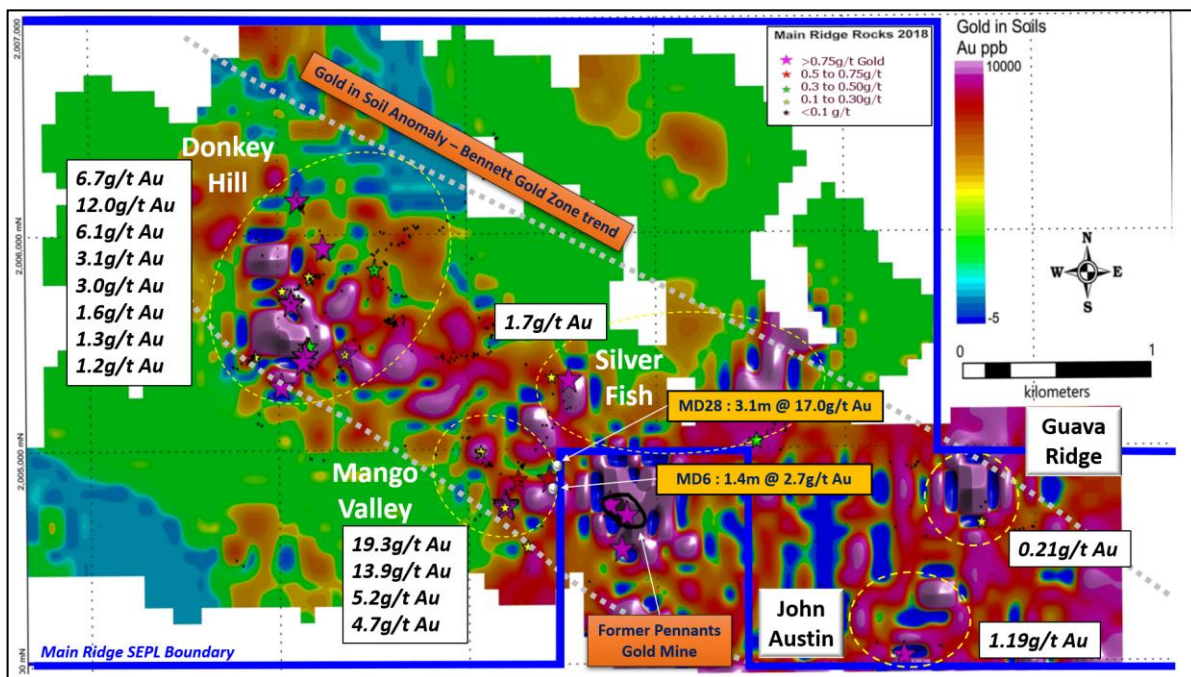 2,007,000 mN
2,006,000 mN
2,005,000 mN
00 mN
Main Ridge Rocks 2018
>0.75g/t Gold
0.5 to 0.75g/t
0.3 to 0.50g/t
0.1 to 0.30g/t
<0.1 g/t
Gold in Soils
Au ppb
10000
-5
N
W E
S
0 1
kilometers
Gold in Soil Anomaly – Bennett Gold Zone trend
Donkey
Hill
6.7g/t Au
12.0g/t Au
6.1g/t Au
3.1g/t Au
3.0g/t Au
1.6g/t Au
1.3g/t Au
1.2g/t Au
1.7g/t Au
Silver
Fish
MD28 : 3.1m @ 17.0g/t Au
MD6 : 1.4m @ 2.7g/t Au
Mango
Valley
19.3g/t Au
13.9g/t Au
5.2g/t Au
4.7g/t Au
Guava
Ridge
0.21g/t Au
John
Austin
1.19g/t Au
Former Pennants
Gold Mine
Main Ridge SEPL Boundary